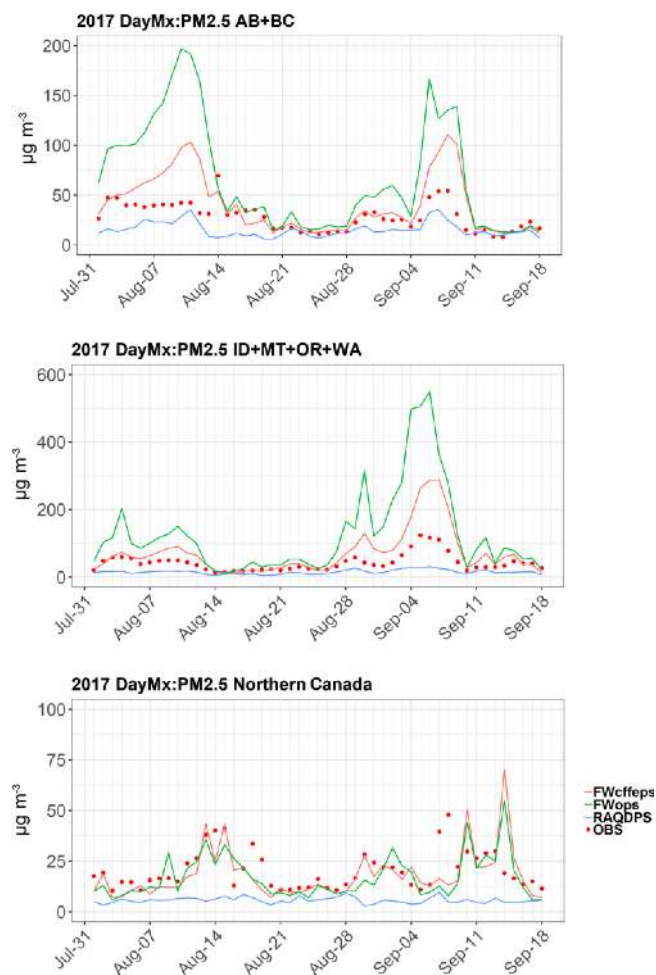 2017 DayMx:PM2.5 AB+BC
200
150
100
50
0
µg m⁻³
Jul-31
Aug-07
Aug-14
Aug-21
Aug-28
Sep-04
Sep-11
Sep-18
2017 DayMx:PM2.5 ID+MT+OR+WA
600
400
200
0
µg m⁻³
Jul-31
Aug-07
Aug-14
Aug-21
Aug-28
Sep-04
Sep-11
Sep-18
2017 DayMx:PM2.5 Northern Canada
100
75
50
25
0
µg m⁻³
Jul-31
Aug-07
Aug-14
Aug-21
Aug-28
Sep-04
Sep-11
Sep-18
FWcffeps
FWops
RAQDPS
OBS